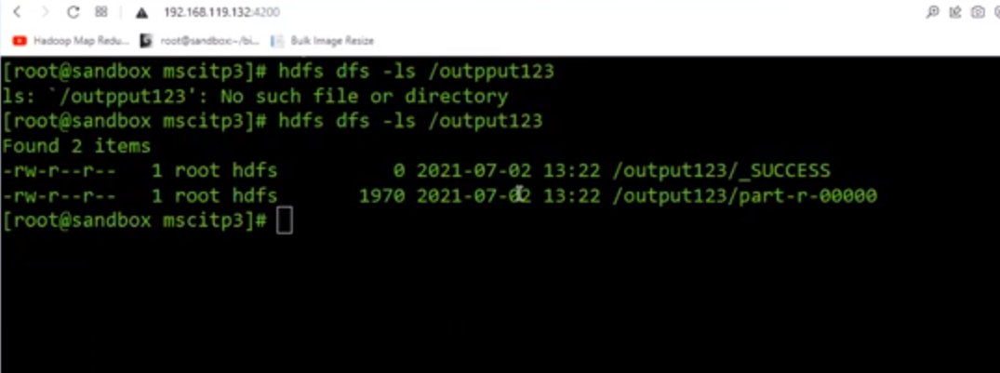 192.168.119.132:4200
Hadoop Map Redu... root@sandbox:~/bi... Bulk Image Resize
[root@sandbox mscitp3]# hdfs dfs -ls /outpput123
ls: `/outpput123': No such file or directory
[root@sandbox mscitp3]# hdfs dfs -ls /output123
Found 2 items
-rw-r--r--   1 root hdfs          0 2021-07-02 13:22 /output123/_SUCCESS
-rw-r--r--   1 root hdfs       1970 2021-07-02 13:22 /output123/part-r-00000
[root@sandbox mscitp3]#